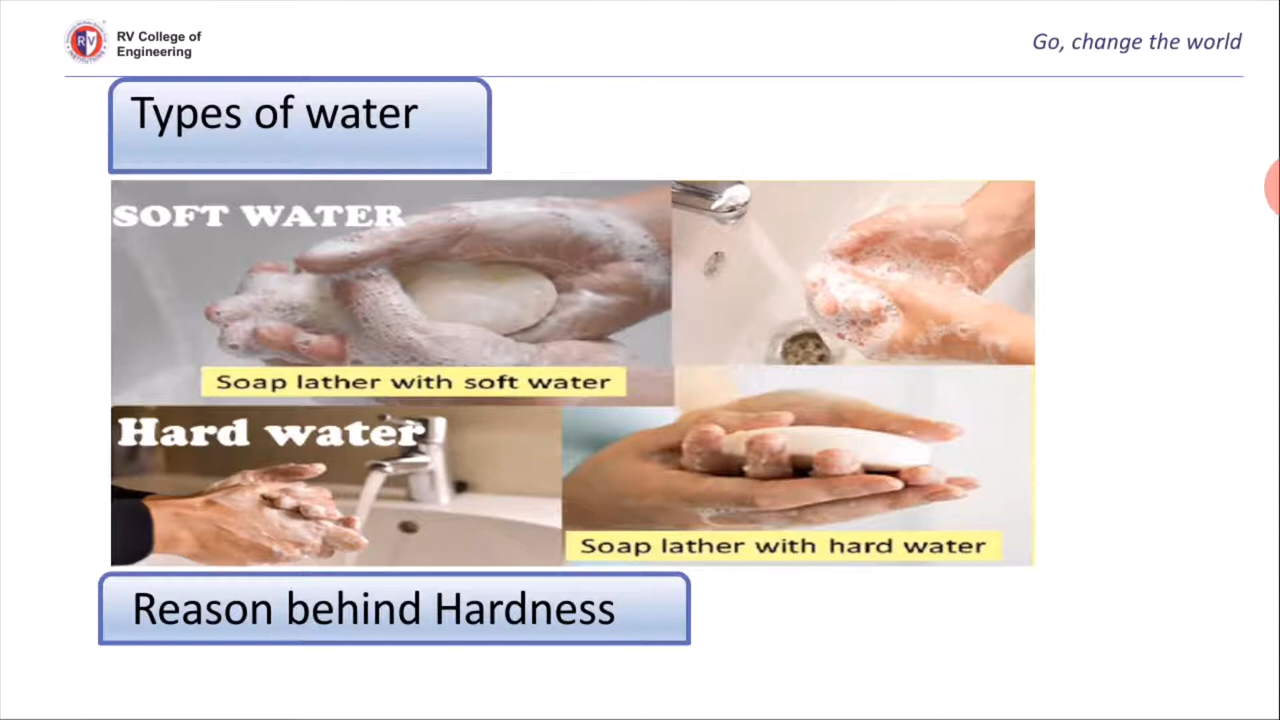 RV College of
Engineering
Go, change the world
Types of water
SOFT WATER
Soap lather with soft water
Hard water
Soap lather with hard water
Reason behind Hardness